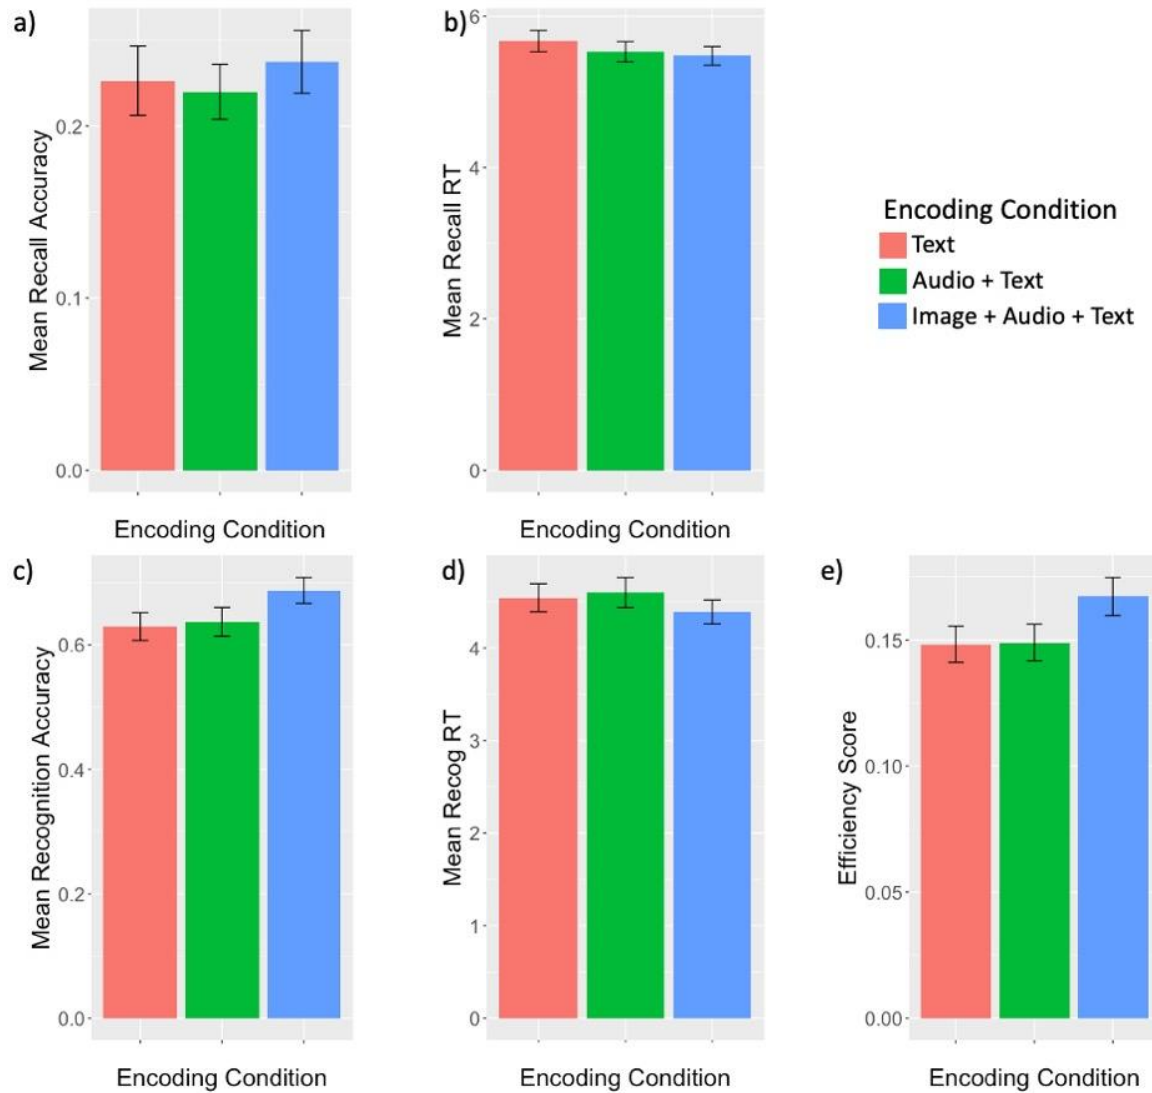 a)
Mean Recall Accuracy
0.2
0.1
0.0
Encoding Condition
b)
Mean Recall RT
6
4
2
0
Encoding Condition
Encoding Condition
Text
Audio + Text
Image + Audio + Text
c)
Mean Recognition Accuracy
0.6
0.4
0.2
0.0
Encoding Condition
d)
Mean Recog RT
4
3
2
1
0
Encoding Condition
e)
Efficiency Score
0.15
0.10
0.05
0.00
Encoding Condition